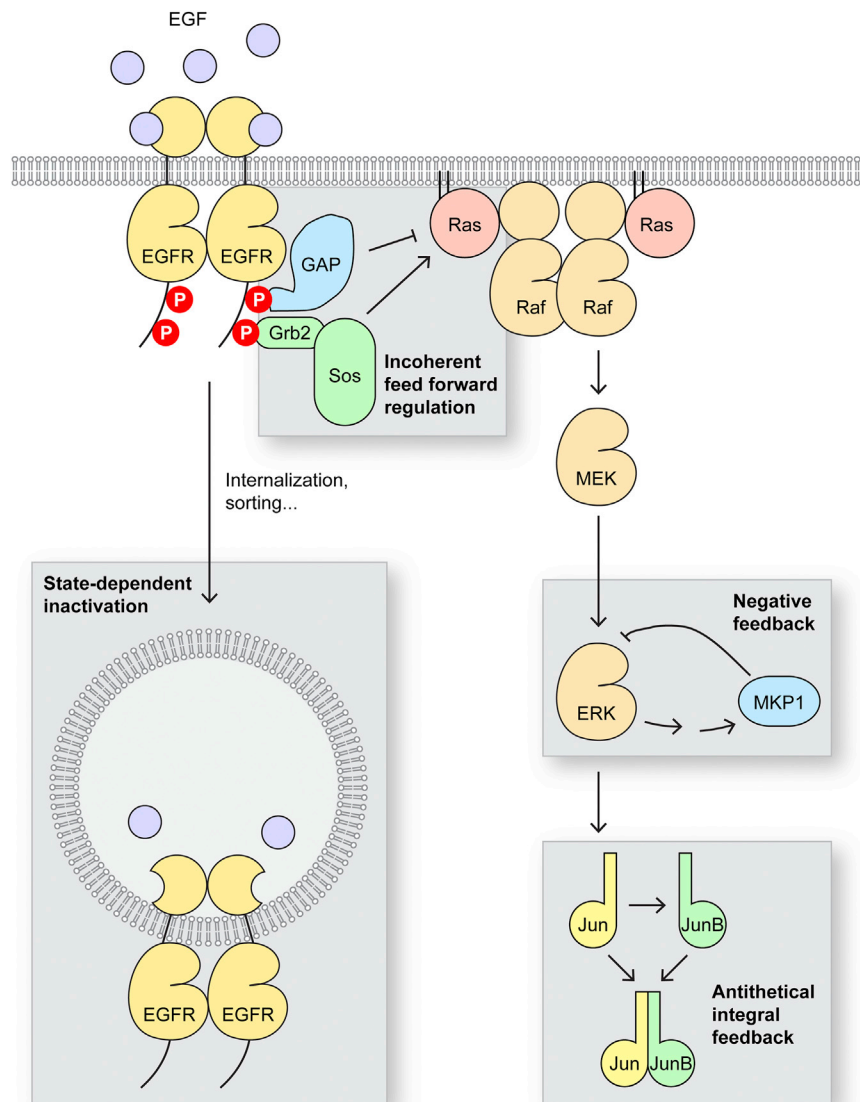 EGF
EGFR
EGFR
GAP
Ras
Ras
P
P
P
P
Grb2
Sos
Raf
Raf
Incoherent
feed forward
regulation
MEK
Internalization,
sorting...
State-dependent
inactivation
Negative
feedback
ERK
MKP1
EGFR
EGFR
Jun
JunB
Antithetical
integral
feedback
Jun
JunB